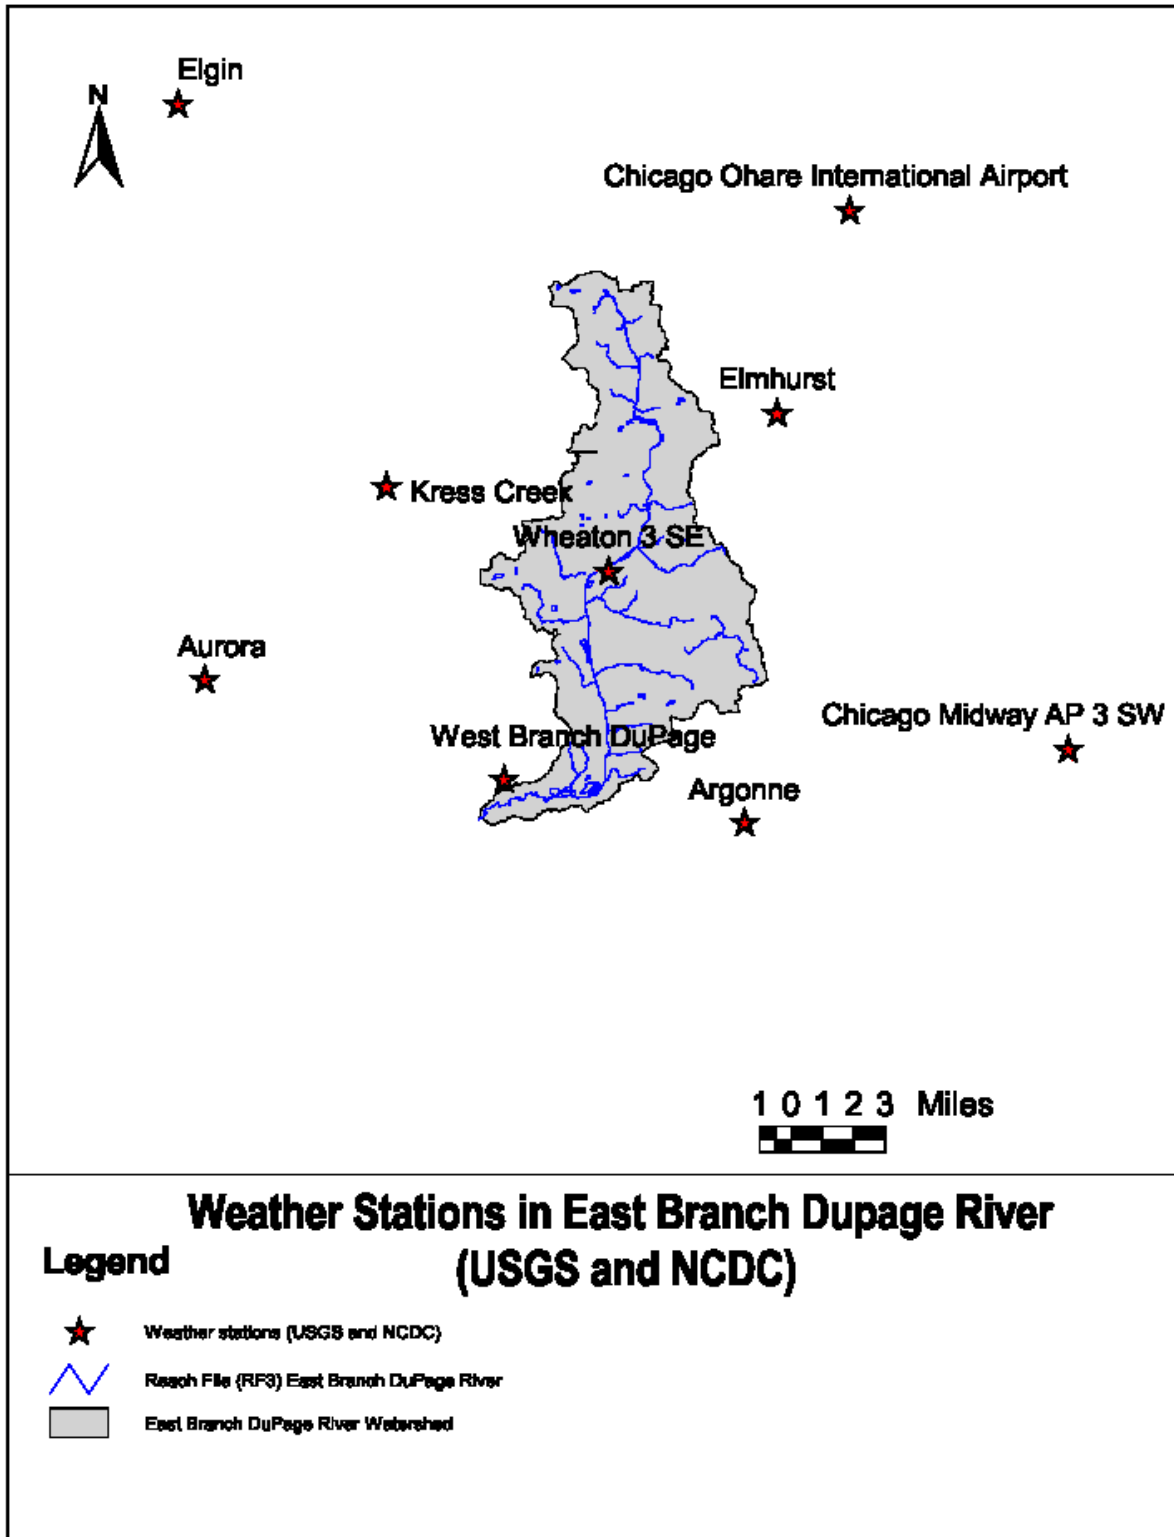 Elgin
N
Chicago Ohare International Airport
Elmhurst
Kress Creek
Wheaton 3 SE
Aurora
Chicago Midway AP 3 SW
West Branch DuPage
Argonne
1 0 1 2 3 Miles
Weather Stations in East Branch Dupage River
(USGS and NCDC)
Legend
Weather stations (USGS and NCDC)
Reach File (RF3) East Branch DuPage River
East Branch DuPage River Watershed